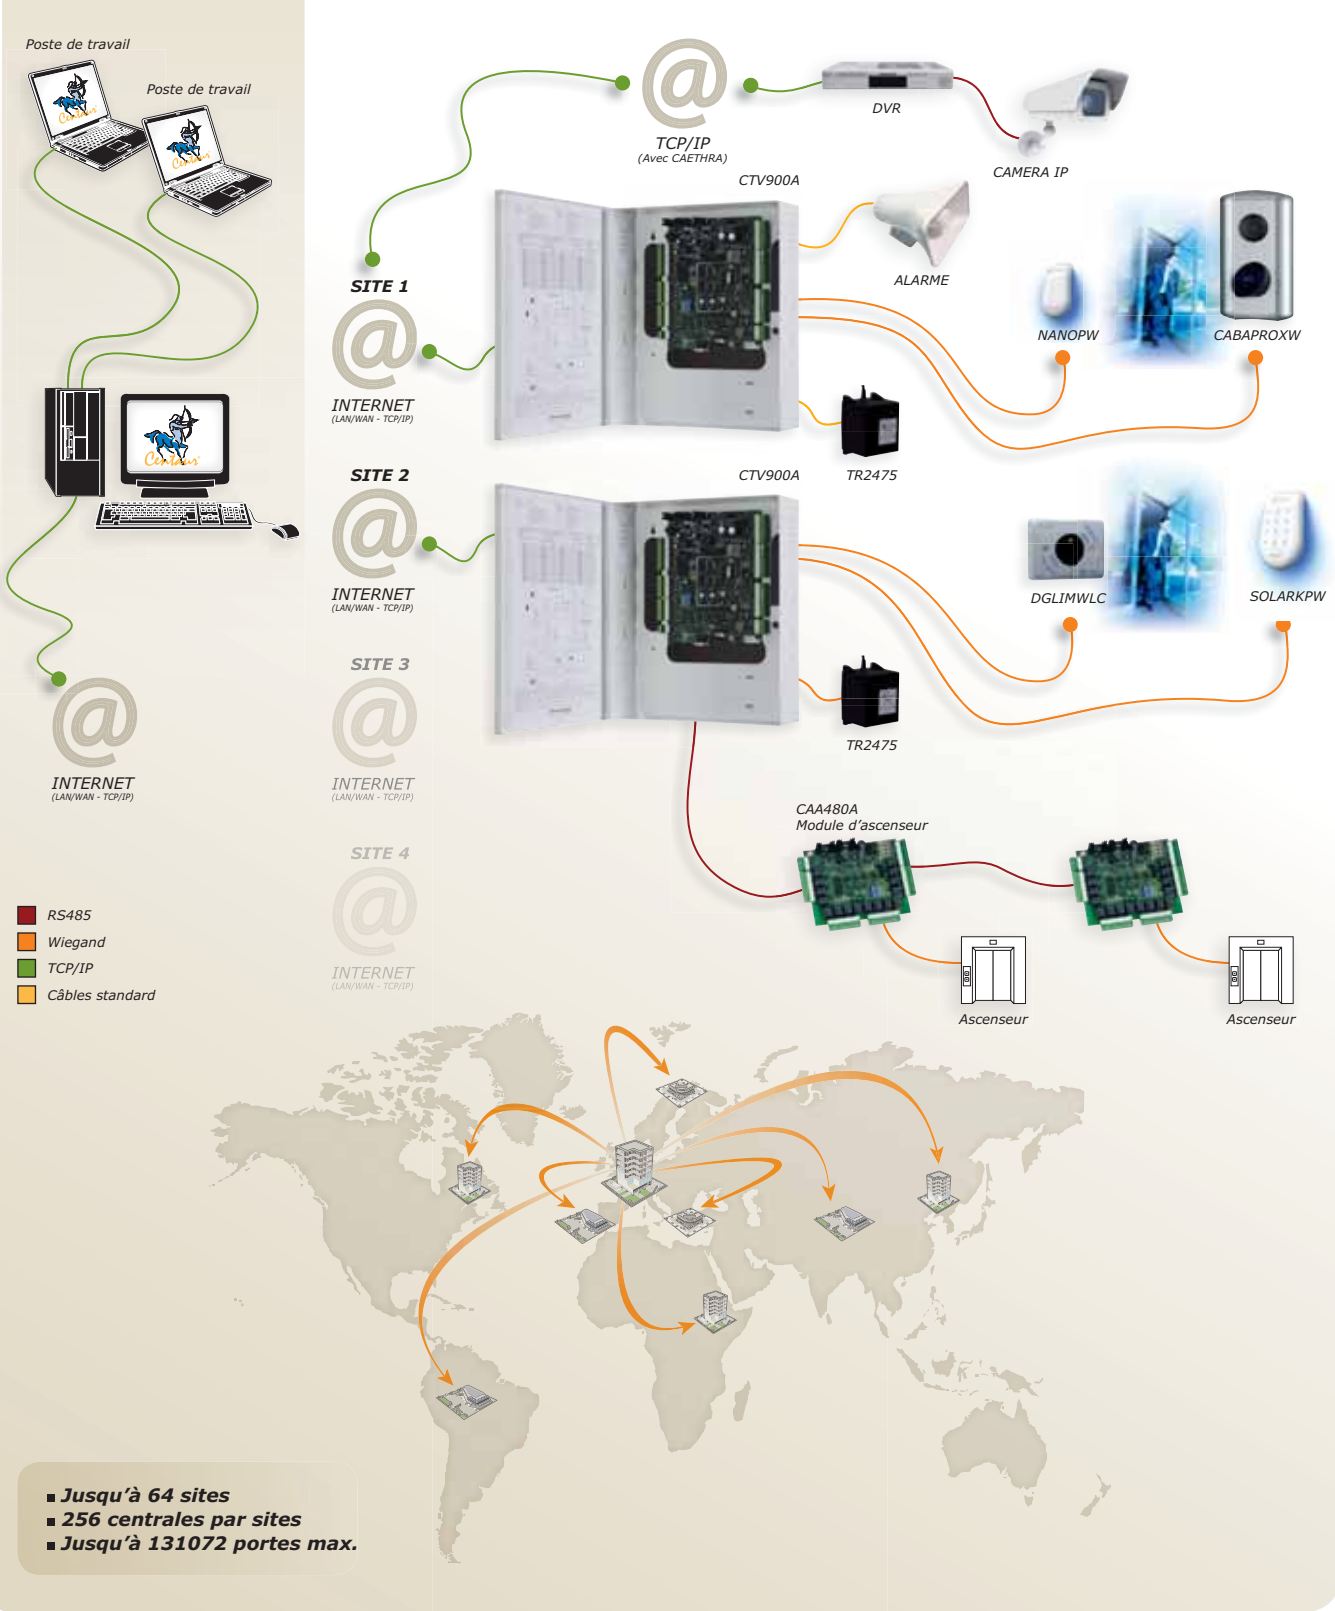 Poste de travail
Poste de travail
Centaur
Centaur
Centaur
INTERNET
(LAN/WAN - TCP/IP)
TCP/IP
(Avec CAETHRA)
DVR
CAMERA IP
CTV900A
ALARME
SITE 1
INTERNET
(LAN/WAN - TCP/IP)
NANOPW
CABAPROXW
TR2475
SITE 2
CTV900A
INTERNET
(LAN/WAN - TCP/IP)
DGLIMWLC
SOLARKPW
TR2475
SITE 3
INTERNET
(LAN/WAN - TCP/IP)
CAA480A
Module d’ascenseur
SITE 4
INTERNET
(LAN/WAN - TCP/IP)
Ascenseur
Ascenseur
RS485
Wiegand
TCP/IP
Câbles standard
Jusqu’à 64 sites
256 centrales par sites
Jusqu’à 131072 portes max.